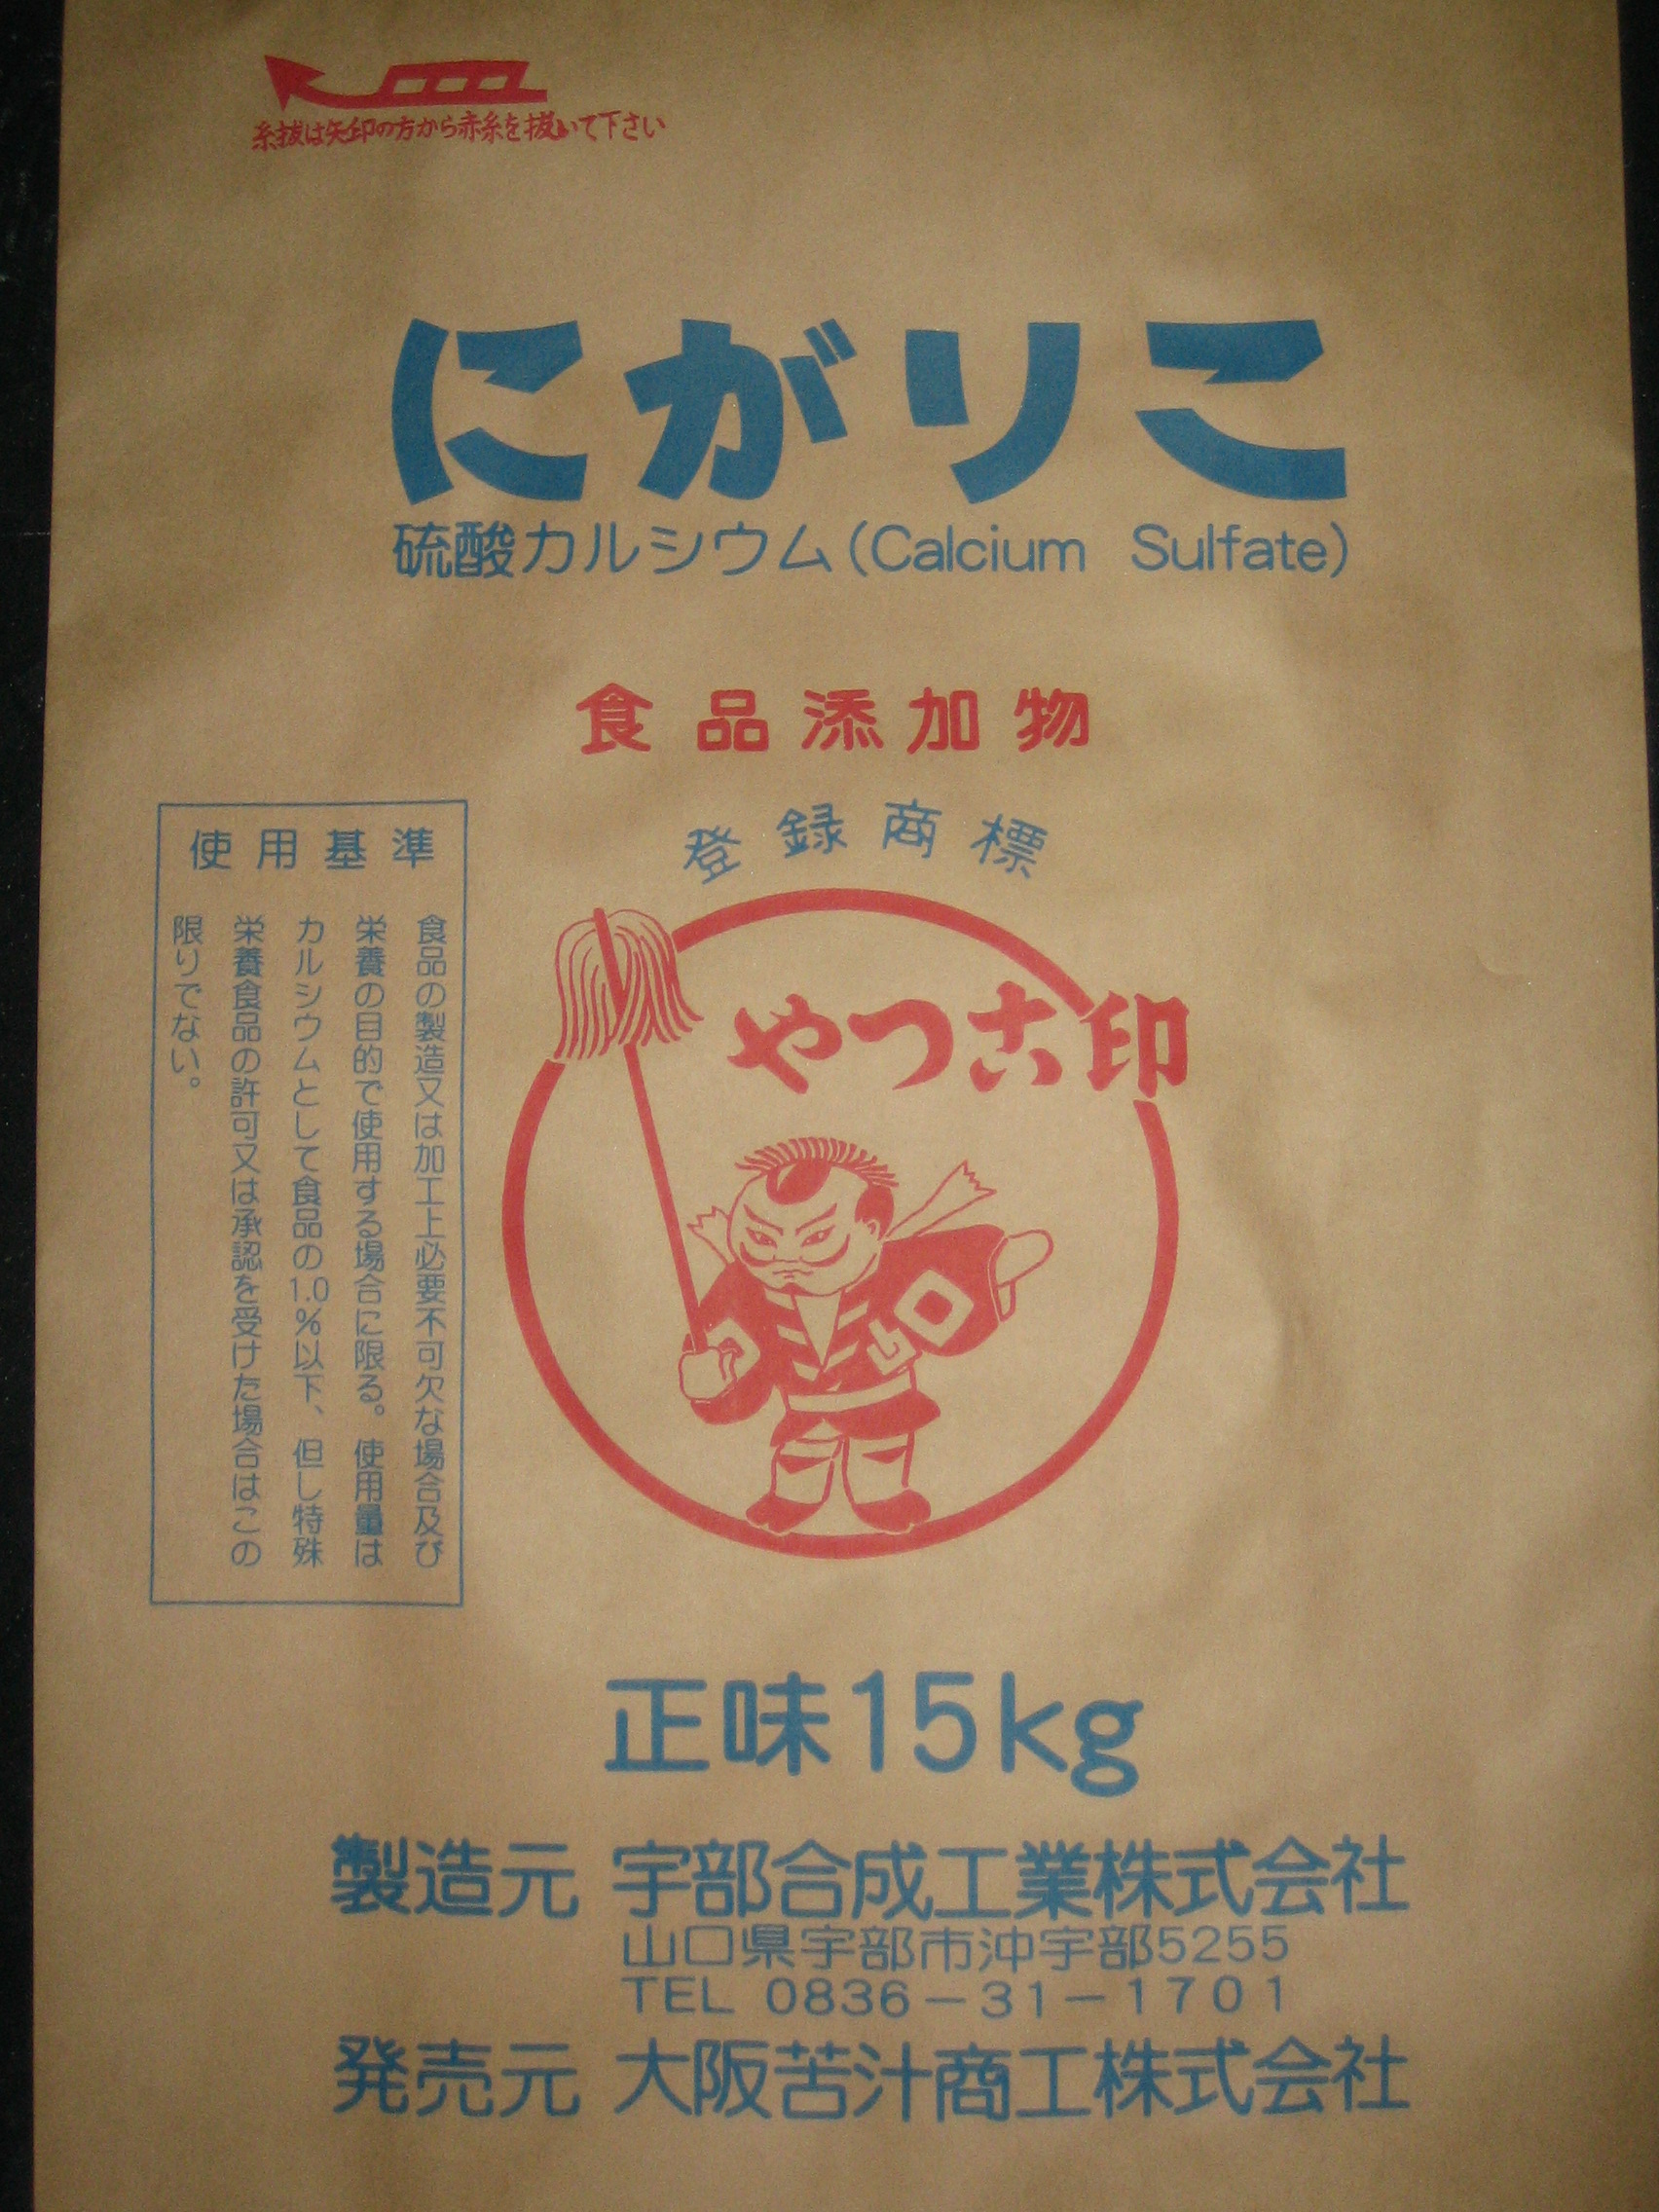 糸抜は矢印の方から赤糸を抜いて下さい
にがりこ
硫酸カルシウム(Calcium Sulfate)
食品添加物
登録商標
やつこ印
使用基準
食品の製造又は加工上必要不可欠な場合及び
栄養の目的で使用する場合に限る。使用量は
カルシウムとして食品の1.0%以下、但し特殊
栄養食品の許可又は承認を受けた場合はこの
限りでない。
正味15kg
製造元 宇部合成工業株式会社
山口県宇部市沖宇部5255
TEL 0836-31-1701
発売元 大阪苦汁商工株式会社